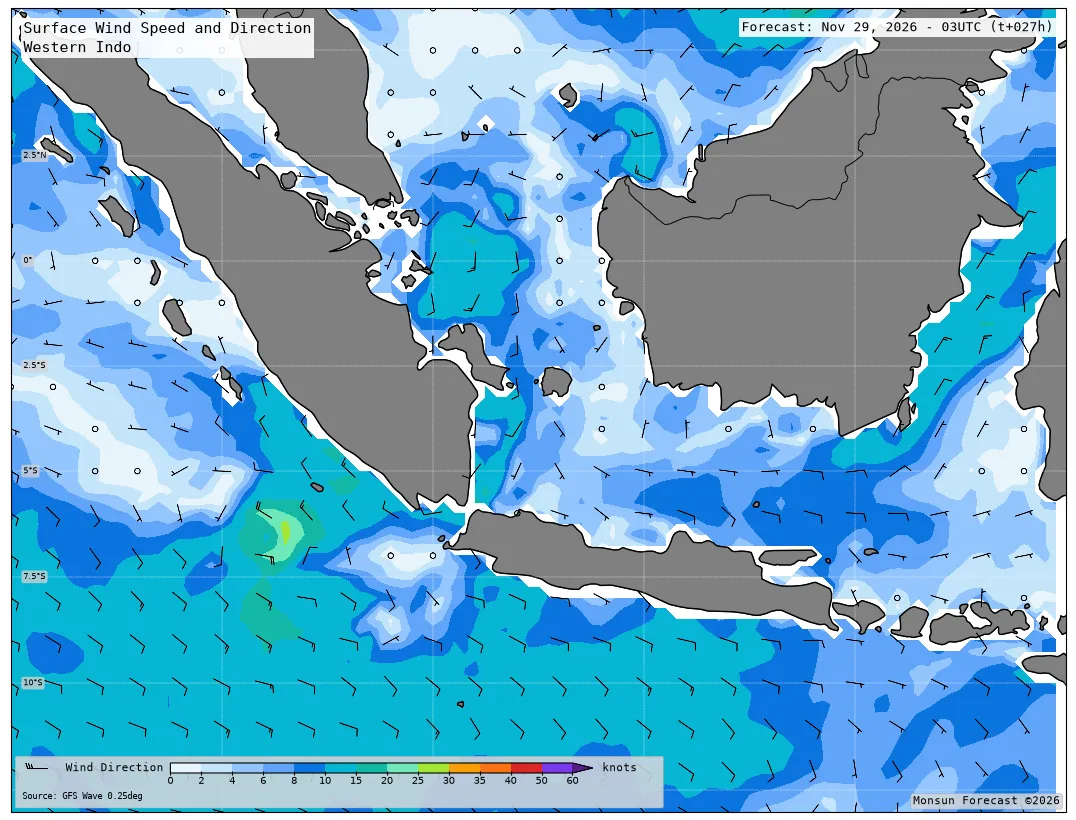 Surface Wind Speed and Direction
Western Indo
Forecast: Nov 29, 2026 - 03UTC (t+027h)
2.5°N
0°
2.5°S
5°S
7.5°S
10°S
Wind Direction
0 2 4 6 8 10 15 20 25 30 35 40 50 60
knots
Source: GFS Wave 0.25deg
Monsun Forecast ©2026